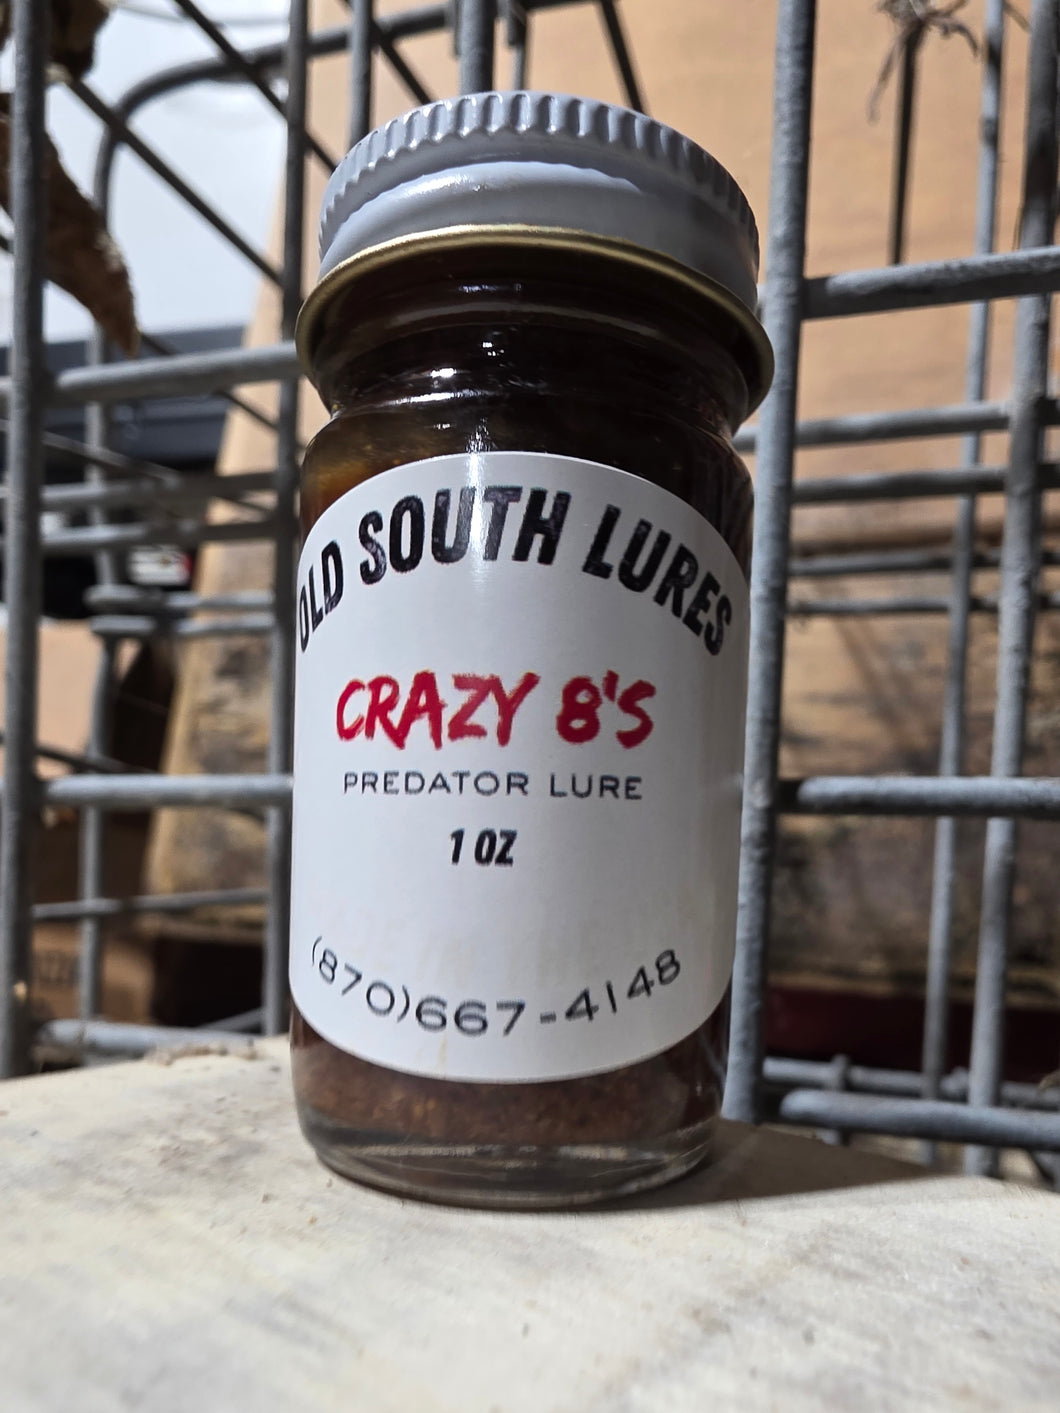 OLD SOUTH LURES
CRAZY 8'S
PREDATOR LURE
1 OZ
(870)667-4148